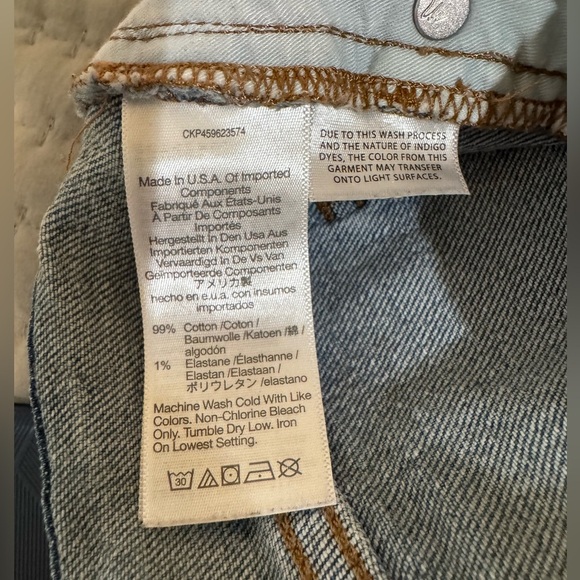 CKP459623574
Made in U.S.A. Of Imported
Components
Fabriqué Aux États-Unis
À Partir De Composants
Importés
Hergestellt In Den Usa Aus
Importierten Komponenten
Vervaardigd In De Vs Van
Geïmporteerde Componenten
アメリカ製
hecho en e.u.a. con insumos
importados
99% Cotton /Coton /
Baumwolle /Katoen /綿 /
algodón
1% Elastane /Élasthanne /
Elastan /Elastaan /
ポリウレタン /elastano
Machine Wash Cold With Like
Colors. Non-Chlorine Bleach
Only. Tumble Dry Low. Iron
On Lowest Setting.
30
DUE TO THIS WASH PROCESS
AND THE NATURE OF INDIGO
DYES, THE COLOR FROM THIS
GARMENT MAY TRANSFER
ONTO LIGHT SURFACES.